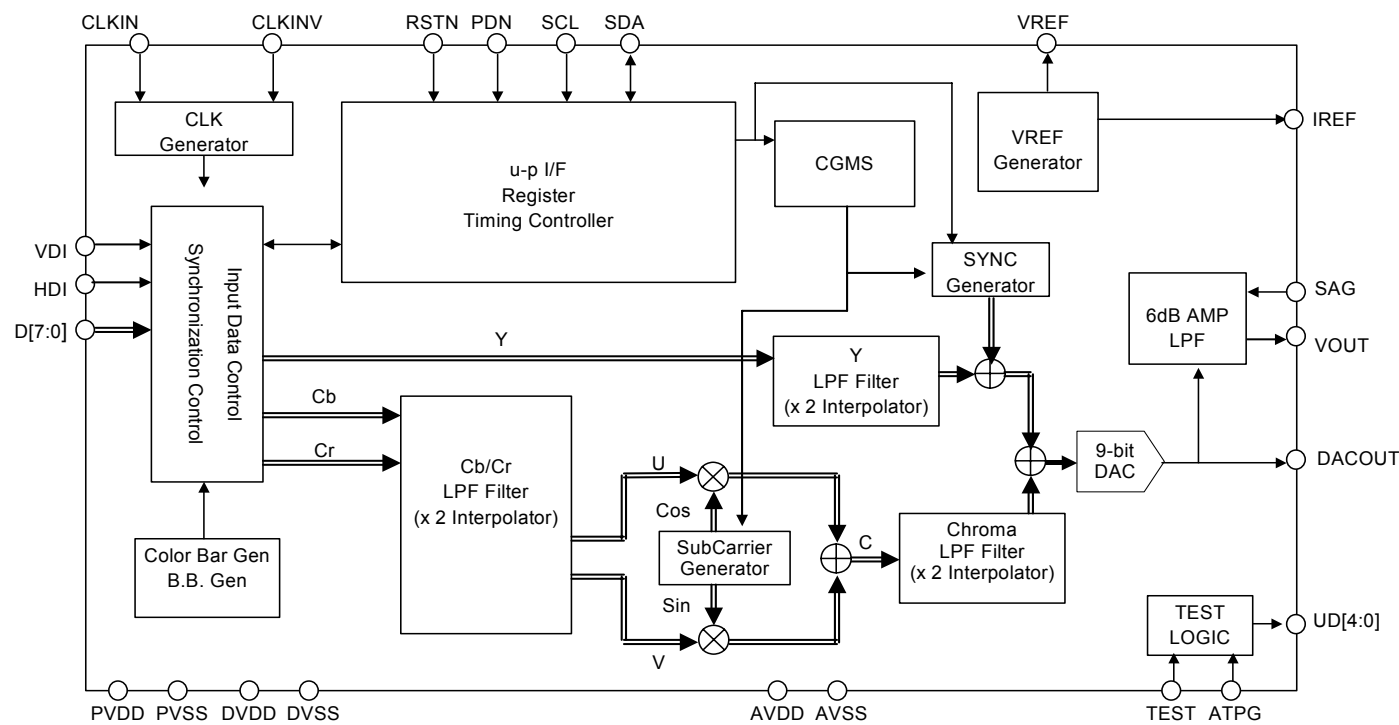 CLKIN
CLKINV
RSTN
PDN
SCL
SDA
VREF
CLK
Generator
u-p I/F
Register
Timing Controller
CGMS
VREF
Generator
IREF
VDI
HDI
D[7:0]
Input Data Control
Synchronization Control
SYNC
Generator
6dB AMP
LPF
SAG
VOUT
Y
Y
LPF Filter
(x 2 Interpolator)
Cb
Cr
Cb/Cr
LPF Filter
(x 2 Interpolator)
U
Cos
SubCarrier
Generator
Sin
V
C
Chroma
LPF Filter
(x 2 Interpolator)
9-bit
DAC
DACOUT
Color Bar Gen
B.B. Gen
TEST
LOGIC
UD[4:0]
PVDD
PVSS
DVDD
DVSS
AVDD
AVSS
TEST
ATPG